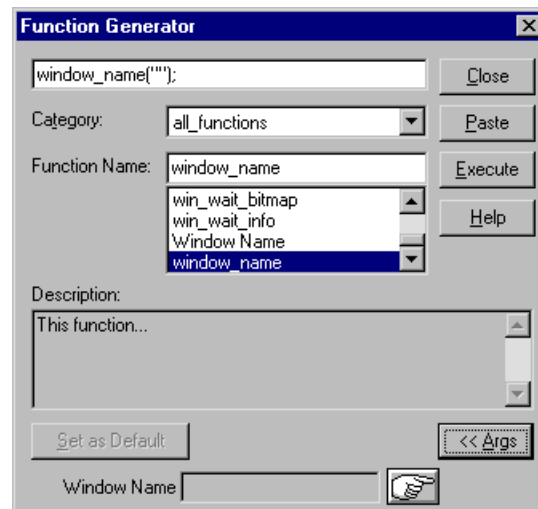 Function Generator
window_name("");
Close
Category:
all_functions
Paste
Function Name:
window_name
Execute
win_wait_bitmap
win_wait_info
Window Name
window_name
Help
Description:
This function...
Set as Default
<< Args
Window Name